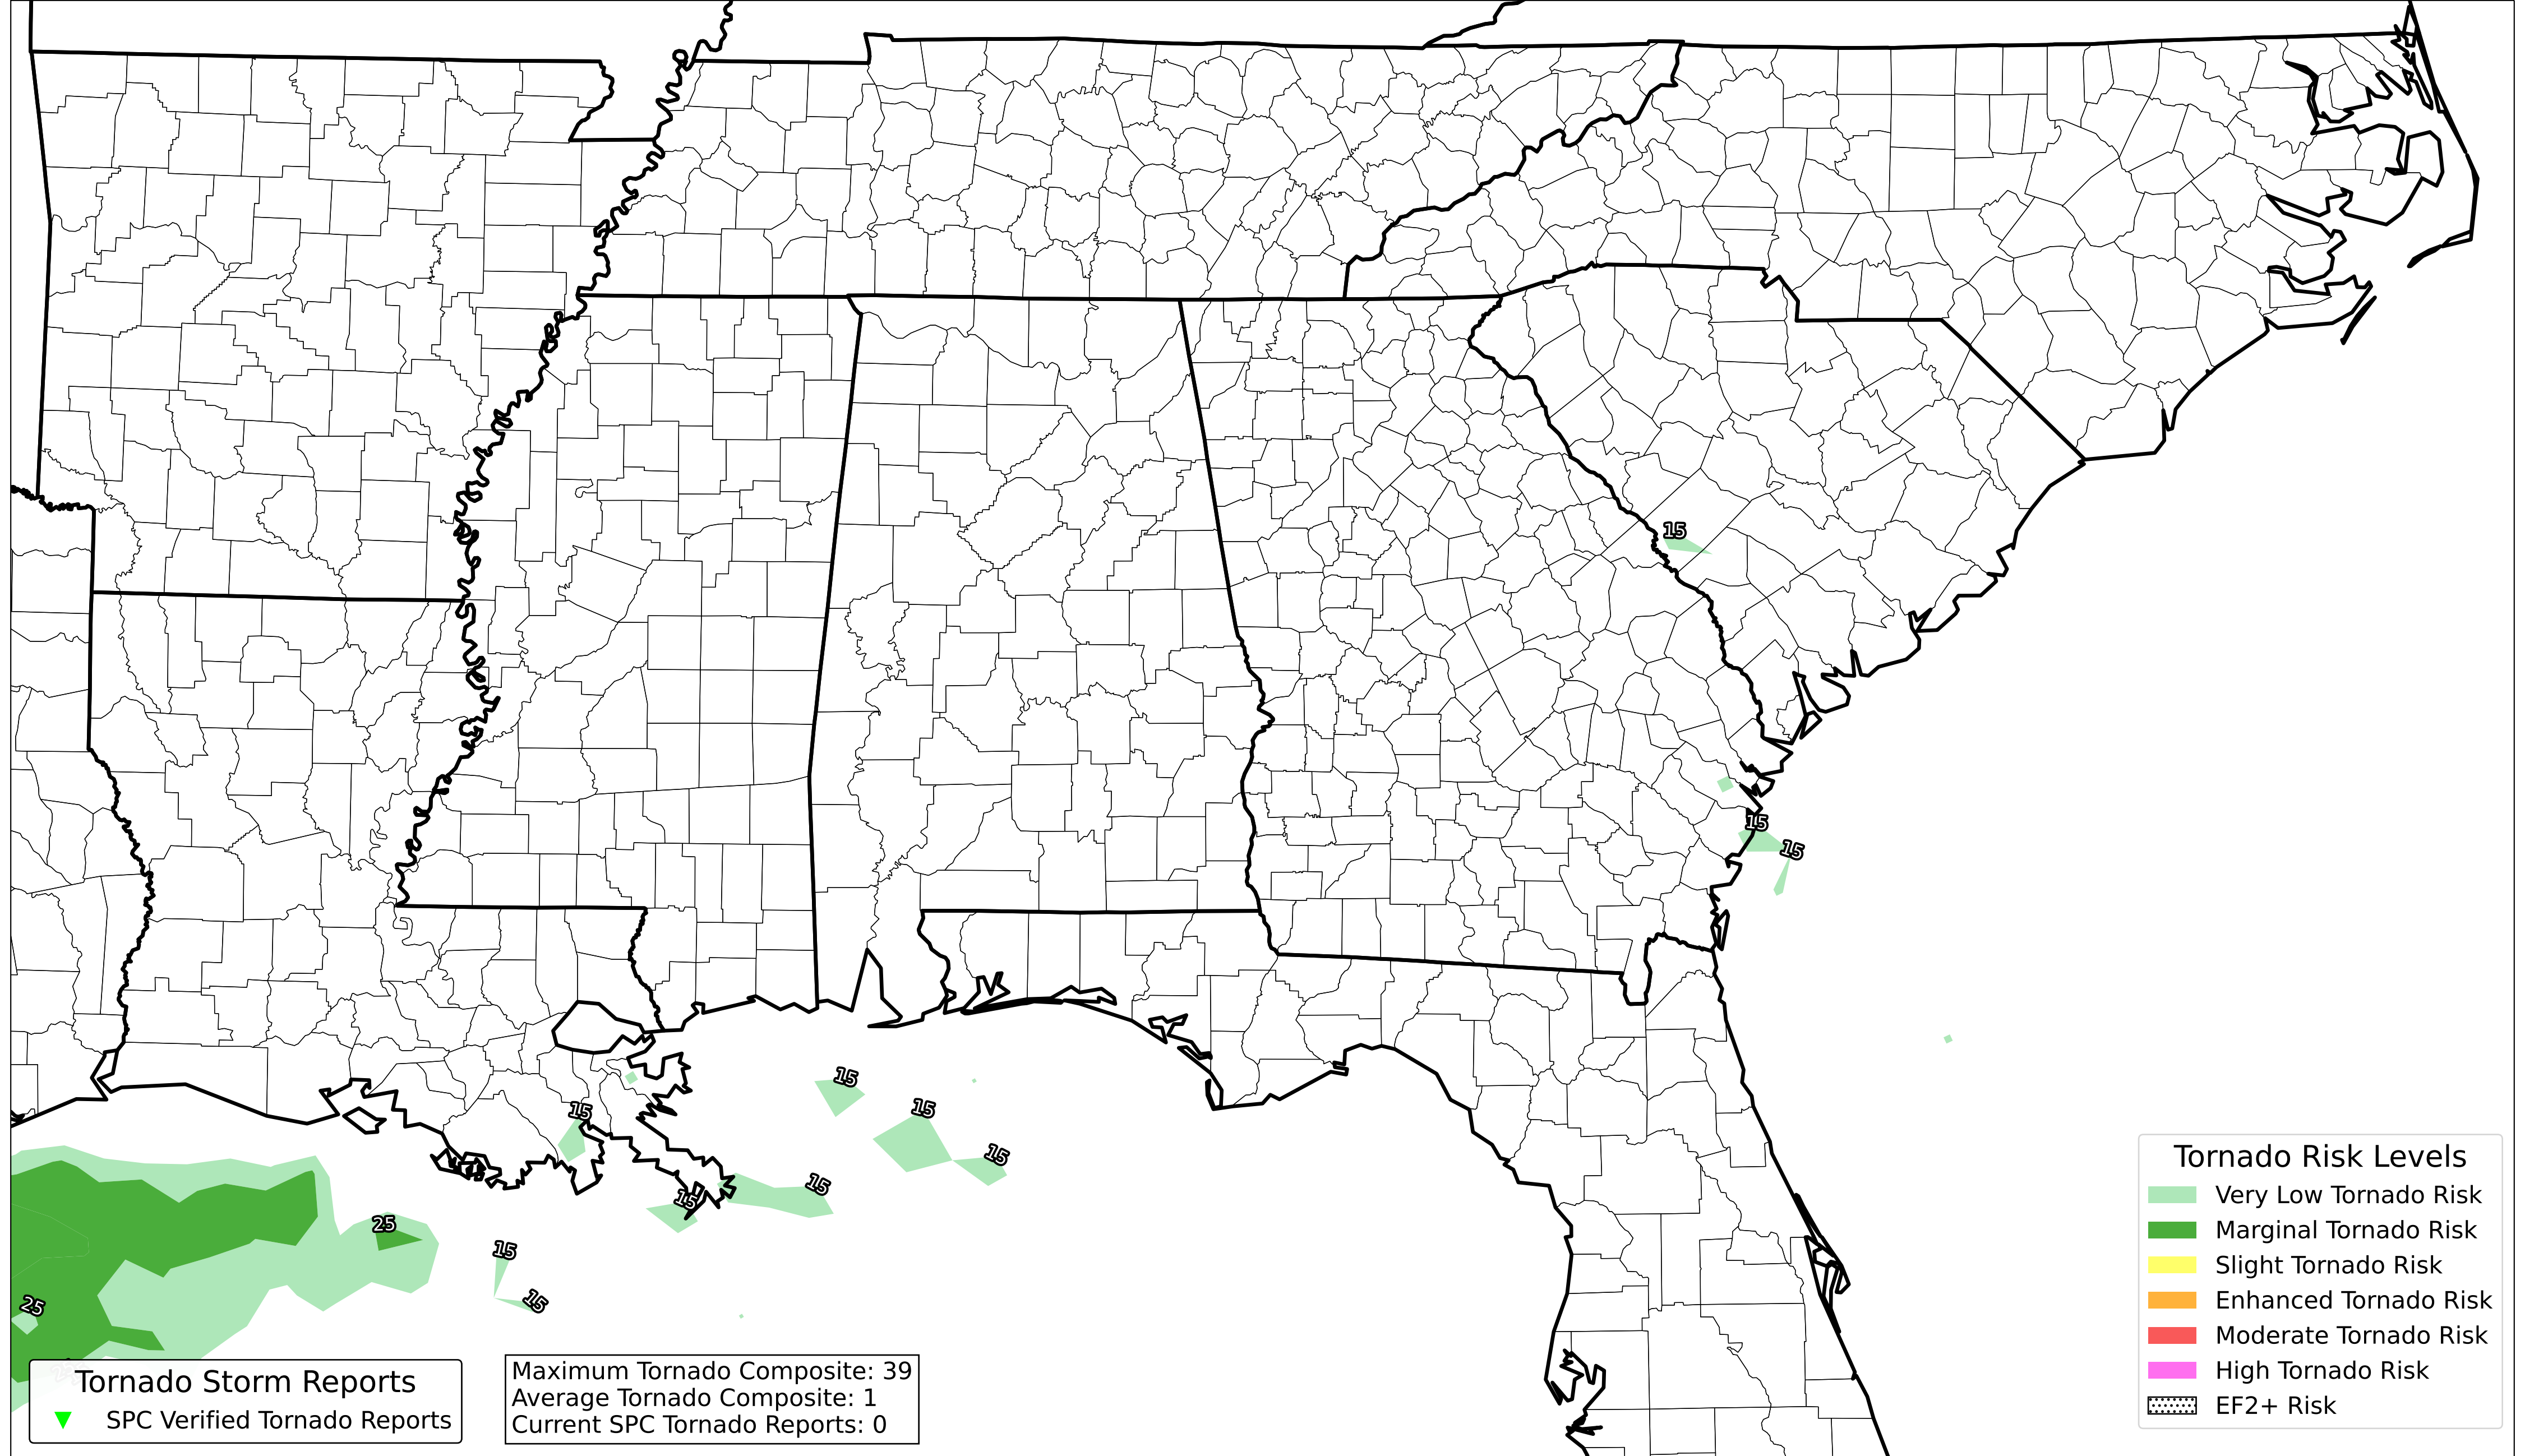 15
15
15
15
15
15
15
15
15
25
15
15
25
Tornado Storm Reports
SPC Verified Tornado Reports
Maximum Tornado Composite: 39
Average Tornado Composite: 1
Current SPC Tornado Reports: 0
Tornado Risk Levels
Very Low Tornado Risk
Marginal Tornado Risk
Slight Tornado Risk
Enhanced Tornado Risk
Moderate Tornado Risk
High Tornado Risk
EF2+ Risk